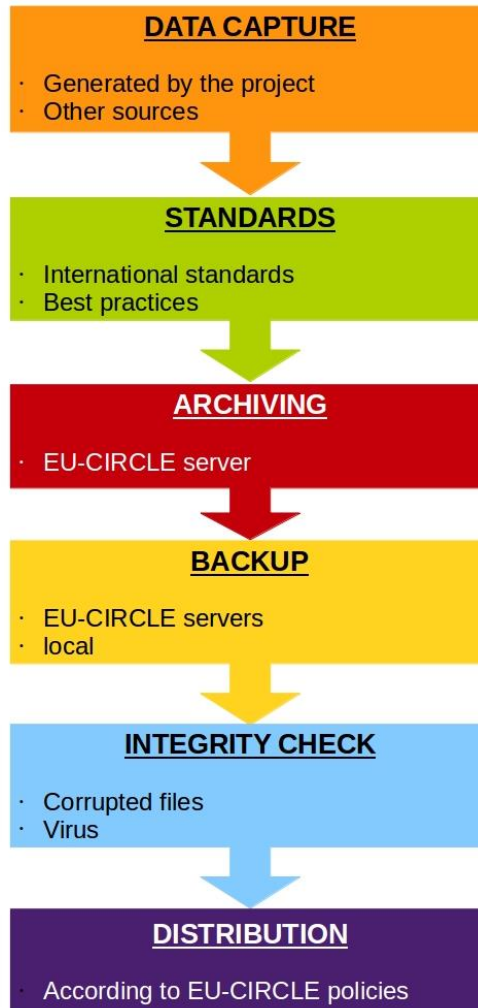 DATA CAPTURE
· Generated by the project
· Other sources
STANDARDS
· International standards
· Best practices
ARCHIVING
· EU-CIRCLE server
BACKUP
· EU-CIRCLE servers
· local
INTEGRITY CHECK
· Corrupted files
· Virus
DISTRIBUTION
· According to EU-CIRCLE policies